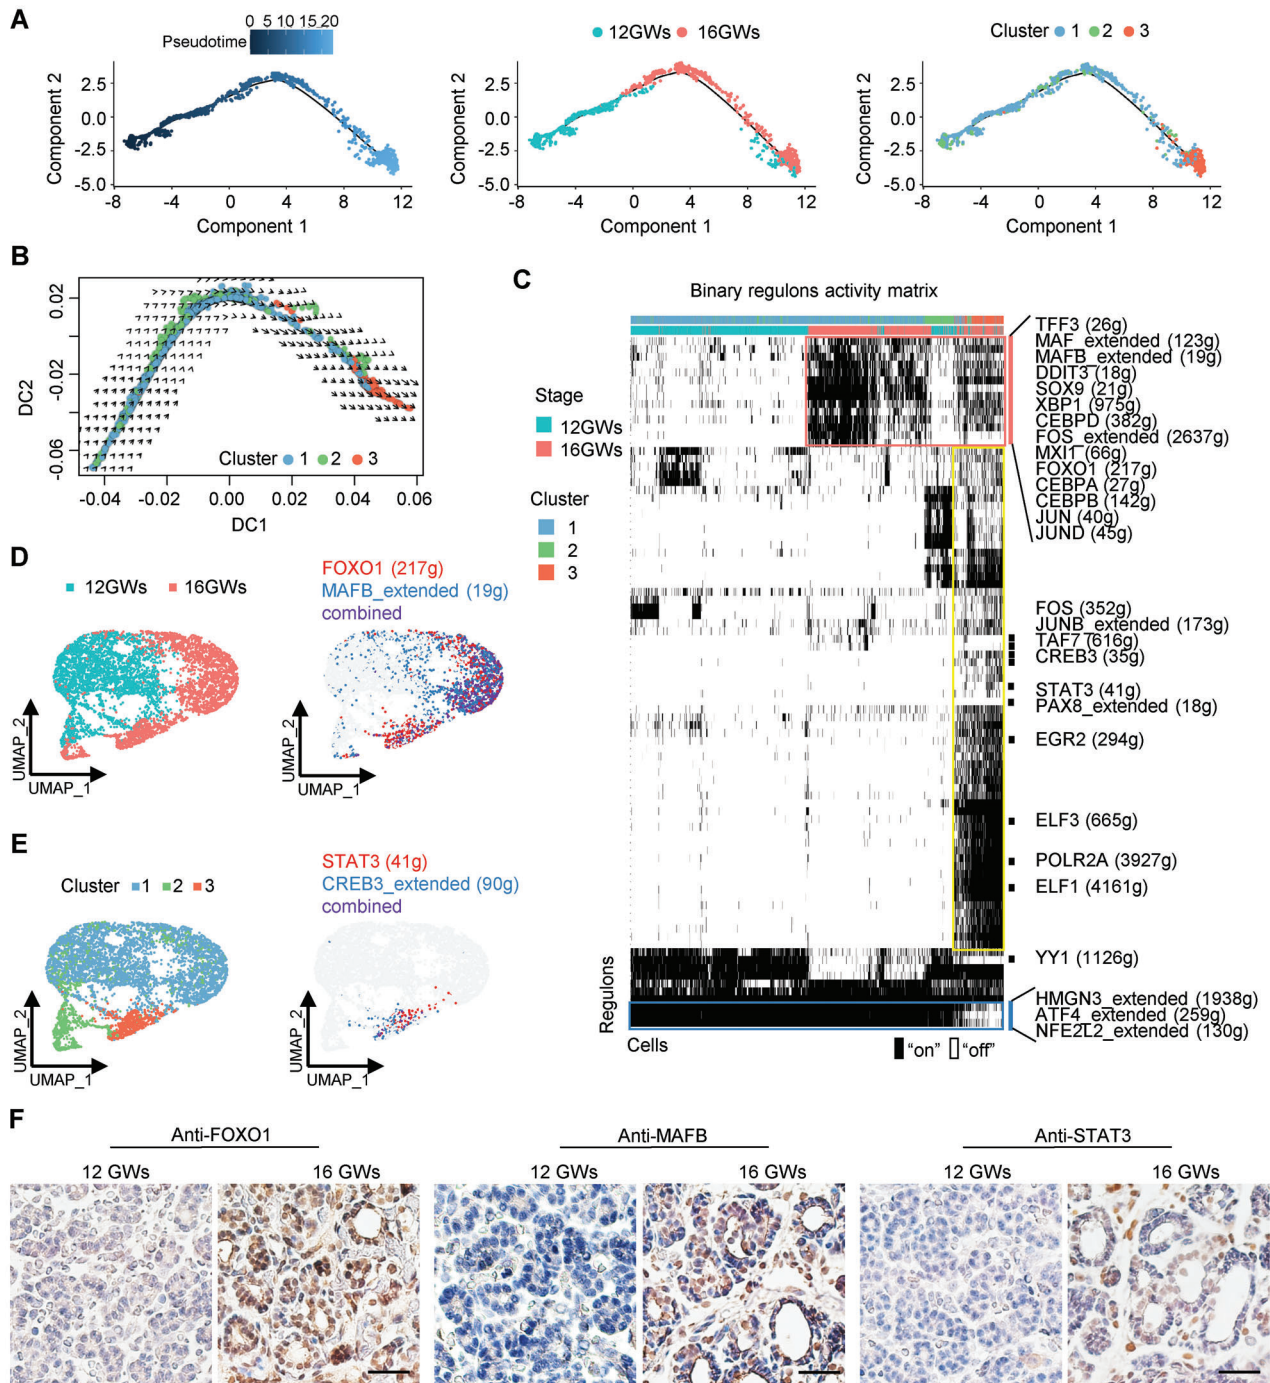 A
0 5 10 15 20
Pseudotime
Component 2
2.5
0.0
-2.5
-5.0
-8 -4 0 4 8 12
Component 1
12GWs 16GWs
Component 2
2.5
0.0
-2.5
-5.0
-8 -4 0 4 8 12
Component 1
Cluster 1 2 3
Component 2
2.5
0.0
-2.5
-5.0
-8 -4 0 4 8 12
Component 1
B
DC2
0.02
-0.02
-0.06
Cluster 1 2 3
-0.04 -0.02 0.00 0.02 0.04 0.06
DC1
C
Binary regulons activity matrix
Stage
12GWs
16GWs
Cluster
1
2
3
Regulons
Cells
"on" "off"
TFF3 (26g)
MAF_extended (123g)
MAFB_extended (19g)
DDIT3 (18g)
SOX9 (21g)
XBP1 (975g)
CEBPD (382g)
FOS_extended (2637g)
MXI1 (66g)
FOXO1 (217g)
CEBPA (27g)
CEBPB (142g)
JUN (40g)
JUND (45g)
FOS (352g)
JUNB_extended (173g)
TAF7 (616g)
CREB3 (35g)
STAT3 (41g)
PAX8_extended (18g)
EGR2 (294g)
ELF3 (665g)
POLR2A (3927g)
ELF1 (4161g)
YY1 (1126g)
HMGN3_extended (1938g)
ATF4_extended (259g)
NFE2L2_extended (130g)
D
12GWs 16GWs
UMAP_2
UMAP_1
FOXO1 (217g)
MAFB_extended (19g)
combined
UMAP_2
UMAP_1
E
Cluster 1 2 3
UMAP_2
UMAP_1
STAT3 (41g)
CREB3_extended (90g)
combined
UMAP_2
UMAP_1
F
Anti-FOXO1
12 GWs 16 GWs
Anti-MAFB
12 GWs 16 GWs
Anti-STAT3
12 GWs 16 GWs